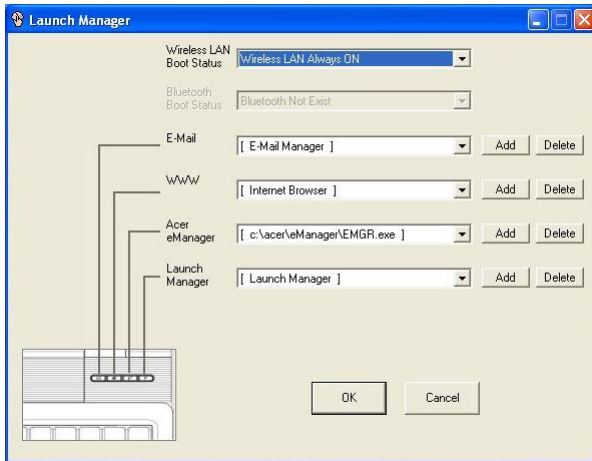 Launch Manager
Wireless LAN
Boot Status
Wireless LAN Always ON
Bluetooth
Boot Status
Bluetooth Not Exist
E-Mail
[ E-Mail Manager ]
Add
Delete
WWW
[ Internet Browser ]
Add
Delete
Acer
eManager
[ c:\acer\eManager\EMGR.exe ]
Add
Delete
Launch
Manager
[ Launch Manager ]
Add
Delete
OK
Cancel